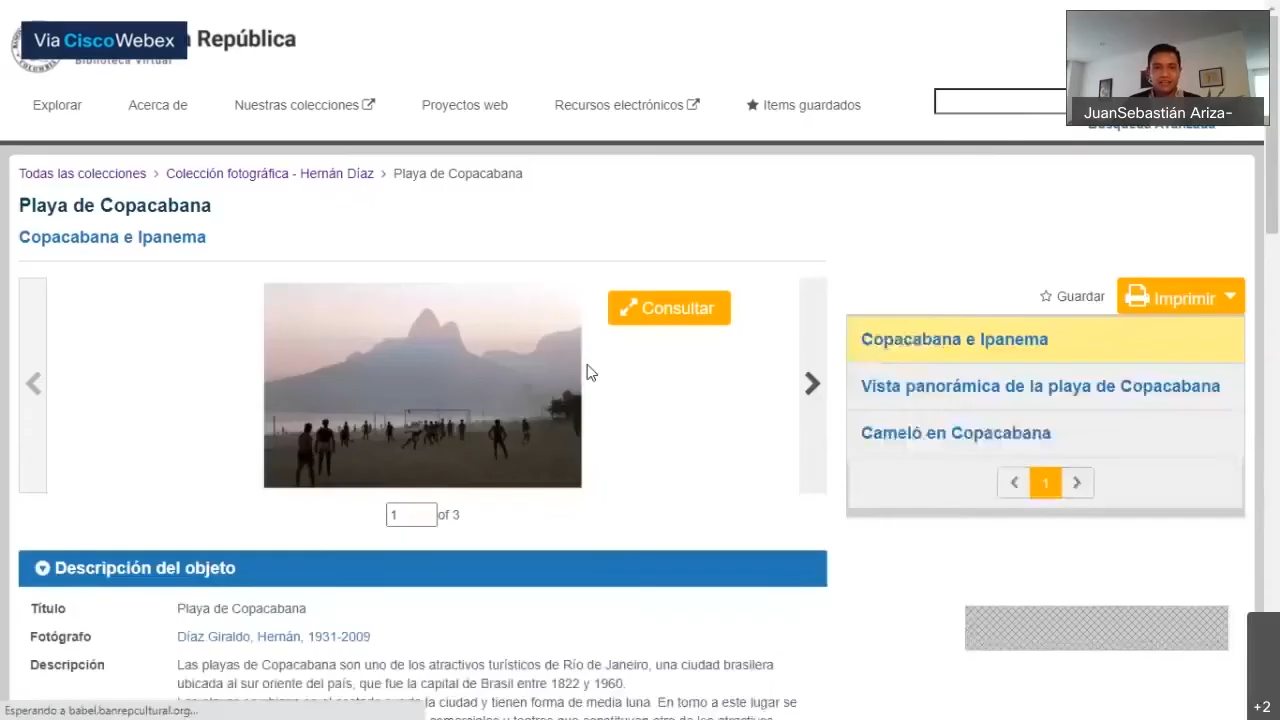 Via CiscoWebex
República
Biblioteca Virtual
JuanSebastián Ariza-
Explorar
Acerca de
Nuestras colecciones
Proyectos web
Recursos electrónicos
Items guardados
Búsqueda Avanzada
Todas las colecciones > Colección fotográfica - Hernán Díaz > Playa de Copacabana
Playa de Copacabana
Copacabana e Ipanema
Consultar
1 of 3
Guardar
Imprimir
Copacabana e Ipanema
Vista panorámica de la playa de Copacabana
Cameló en Copacabana
1
Descripción del objeto
Título Playa de Copacabana
Fotógrafo Díaz Giraldo, Hernán, 1931-2009
Descripción Las playas de Copacabana son uno de los atractivos turísticos de Río de Janeiro, una ciudad brasilera
ubicada al sur oriente del país, que fue la capital de Brasil entre 1822 y 1960.
la ciudad y tienen forma de media luna. En torno a este lugar se
Esperando a babel.banrepcultural.org...
+2